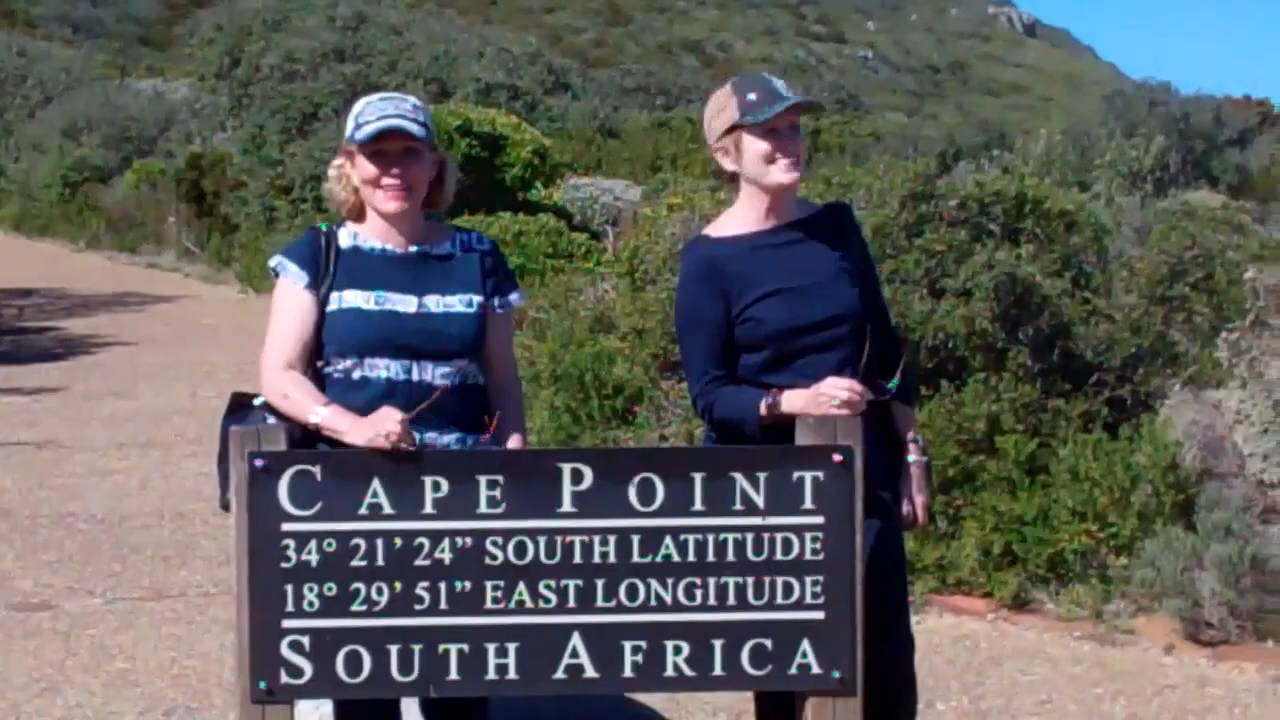 CAPE POINT
34° 21' 24" SOUTH LATITUDE
18° 29' 51" EAST LONGITUDE
SOUTH AFRICA